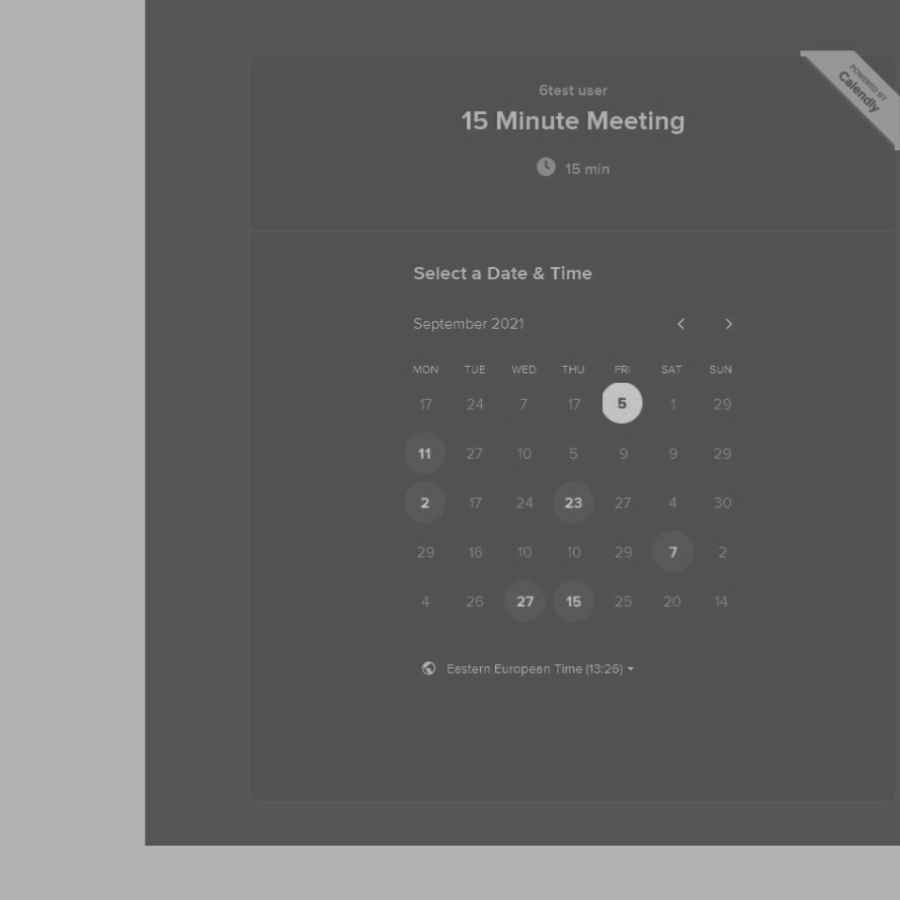 POWERED BY
Calendly
6test user
15 Minute Meeting
15 min
Select a Date & Time
September 2021
MON TUE WED THU FRI SAT SUN
17 24 7 17 5 1 29
11 27 10 5 9 9 29
2 17 24 23 27 4 30
29 16 10 10 29 7 2
4 26 27 15 25 20 14
Eastern European Time (13:26)